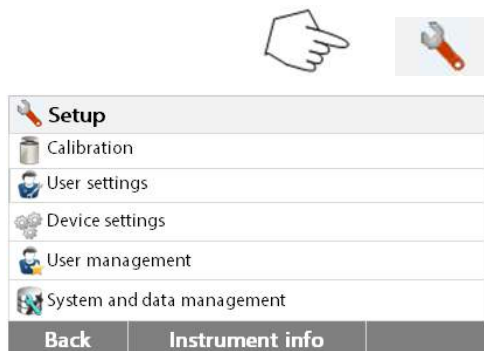 Setup
Calibration
User settings
Device settings
User management
System and data management
Back Instrument info